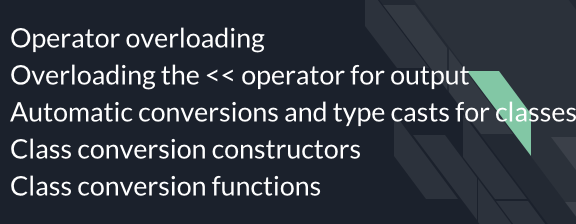 Operator overloading
Overloading the << operator for output
Automatic conversions and type casts for classes
Class conversion constructors
Class conversion functions